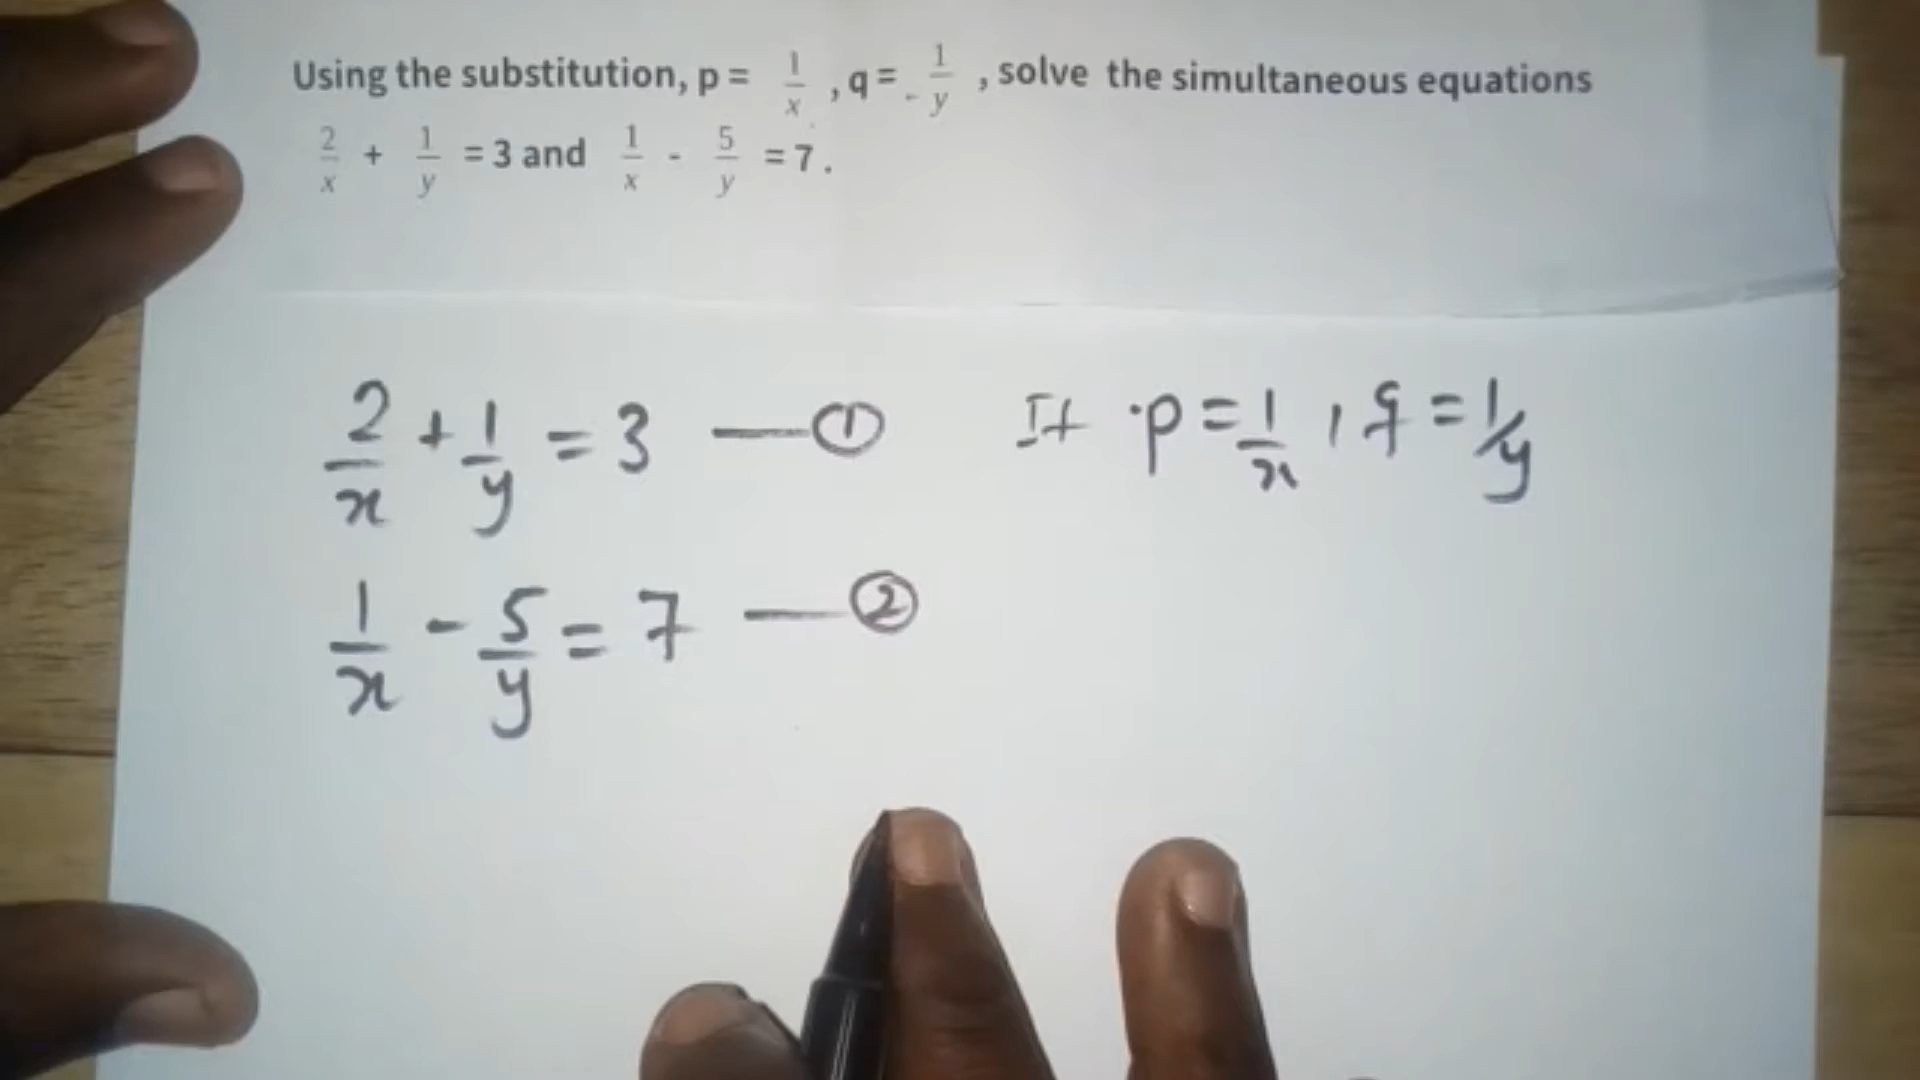 Using the substitution, p = 1/x , q = - 1/y , solve the simultaneous equations
2/x + 1/y = 3 and 1/x - 5/y = 7 .
2/x + 1/y = 3 — ① If p = 1/x , q = 1/y
1/x - 5/y = 7 — ②